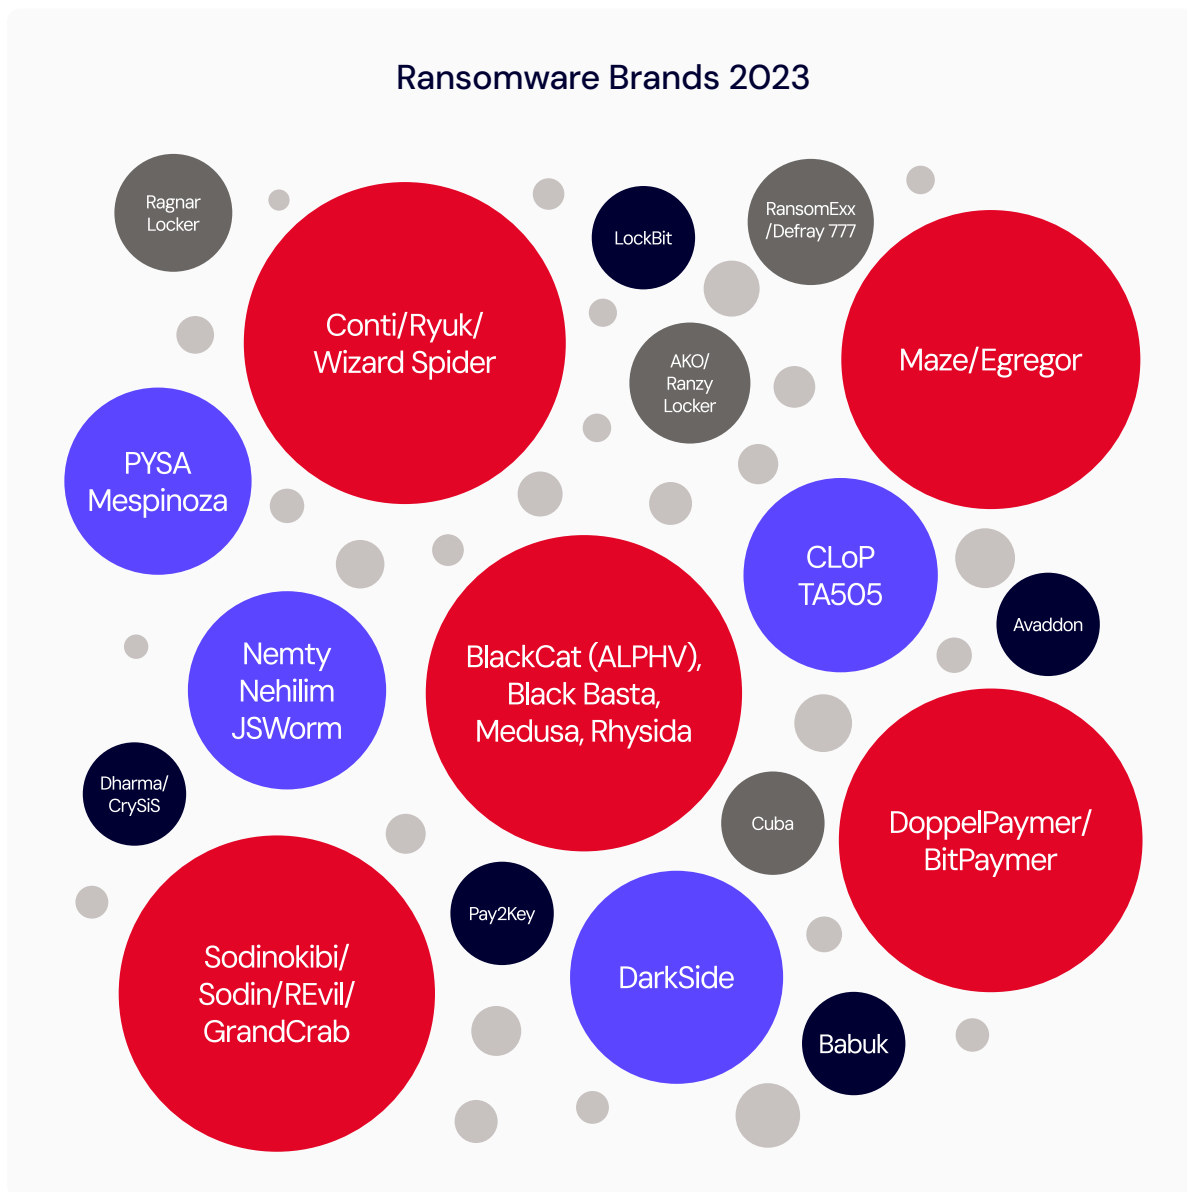 Ransomware Brands 2023
Ragnar
Locker
LockBit
RansomExx
/Defray 777
Conti/Ryuk/
Wizard Spider
Maze/Egregor
AKO/
Ranzy
Locker
PYSA
Mespinoza
CLoP
TA505
Avaddon
Nemty
Nehilim
JSWorm
BlackCat (ALPHV),
Black Basta,
Medusa, Rhysida
Dharma/
CrySiS
Cuba
DoppelPaymer/
BitPaymer
Pay2Key
Sodinokibi/
Sodin/REvil/
GrandCrab
DarkSide
Babuk